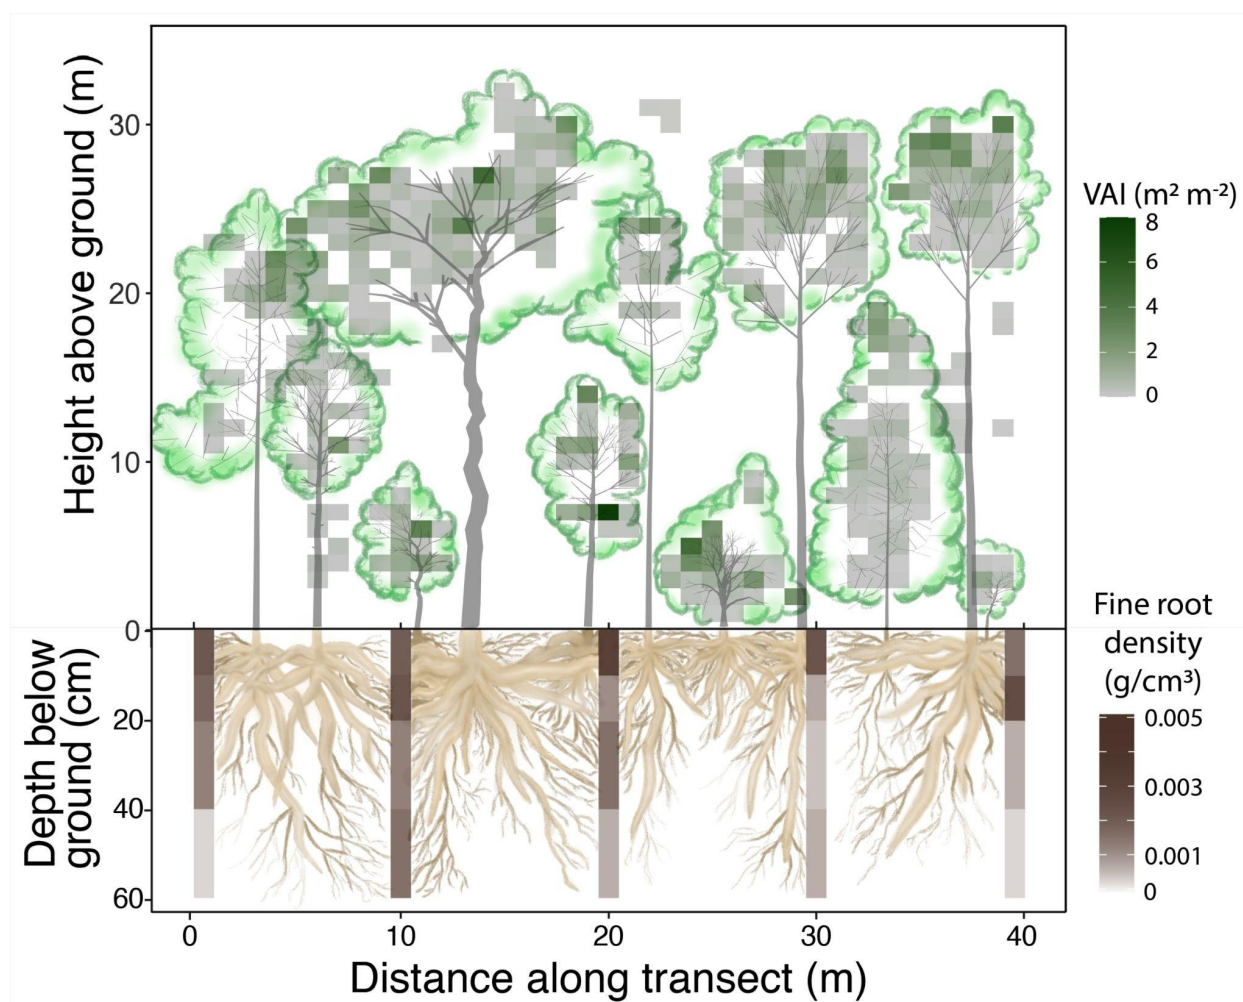 Height above ground (m)
30
20
10
0
Depth below
ground (cm)
20
40
60
0
10
20
30
40
Distance along transect (m)
VAI (m² m⁻²)
8
6
4
2
0
Fine root
density
(g/cm³)
0.005
0.003
0.001
0